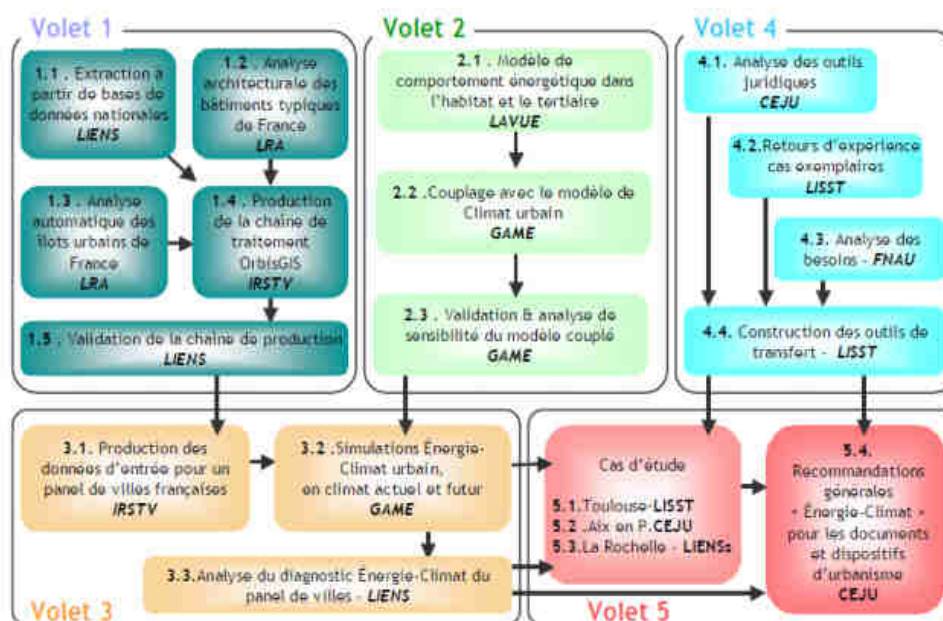 Volet 1
1.1 . Extraction a
partir de bases de
données nationales
LIENS
1.2 . Analyse
architecturale des
bâtiments typiques
de France
LRA
1.3 . Analyse
automatique des
îlots urbains de
France
LRA
1.4 . Production
de la chaîne de
traitement
OrbisGIS
IRSTV
1.5 . Validation de la chaîne de production
LIENS
Volet 2
2.1 . Modèle de
comportement énergétique dans
l'habitat et le tertiaire
LAVUE
2.2 .Couplage avec le modèle de
Climat urbain
GAME
2.3 . Validation & analyse de
sensibilité du modèle couplé
GAME
Volet 4
4.1. Analyse des outils
juridiques
CEJU
4.2.Retours d'expérience
cas exemplaires
LISST
4.3. Analyse des
besoins - FNAU
4.4. Construction des outils de
transfert - LISST
3.1. Production des
données d'entrée pour un
panel de villes françaises
IRSTV
3.2 .Simulations Énergie-
Climat urbain,
en climat actuel et futur
GAME
3.3.Analyse du diagnostic Énergie-Climat du
panel de villes - LIENS
Volet 3
Cas d'étude
5.1.Toulouse-LISST
5.2 .Aix en P.CEJU
5.3.La Rochelle - LIENSs
5.4.
Recommandations
générales
« Énergie-Climat »
pour les documents
et dispositifs
d'urbanisme
CEJU
Volet 5